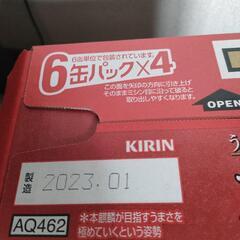 6缶単位で包装されています。
6缶パック×4
この面を矢印の方向に引き上げ
そのままミシン目に沿って破ると
取り出しやすくなります。
OPEN
KIRIN
製造
2023.01
AQ462
*本麒麟が目指すうまさを
極めていくという姿勢